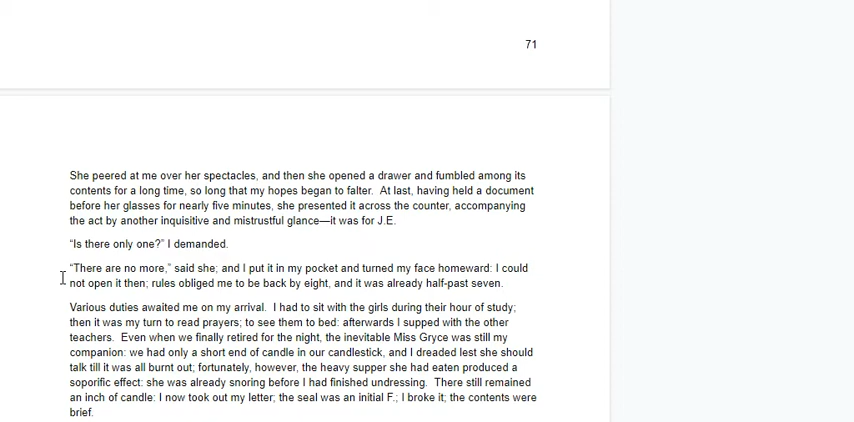 71
She peered at me over her spectacles, and then she opened a drawer and fumbled among its
contents for a long time, so long that my hopes began to falter.  At last, having held a document
before her glasses for nearly five minutes, she presented it across the counter, accompanying
the act by another inquisitive and mistrustful glance—it was for J.E.
“Is there only one?” I demanded.
“There are no more,” said she; and I put it in my pocket and turned my face homeward: I could
not open it then; rules obliged me to be back by eight, and it was already half-past seven.
Various duties awaited me on my arrival.  I had to sit with the girls during their hour of study;
then it was my turn to read prayers; to see them to bed: afterwards I supped with the other
teachers.  Even when we finally retired for the night, the inevitable Miss Gryce was still my
companion: we had only a short end of candle in our candlestick, and I dreaded lest she should
talk till it was all burnt out; fortunately, however, the heavy supper she had eaten produced a
soporific effect: she was already snoring before I had finished undressing.  There still remained
an inch of candle: I now took out my letter; the seal was an initial F.; I broke it; the contents were
brief.